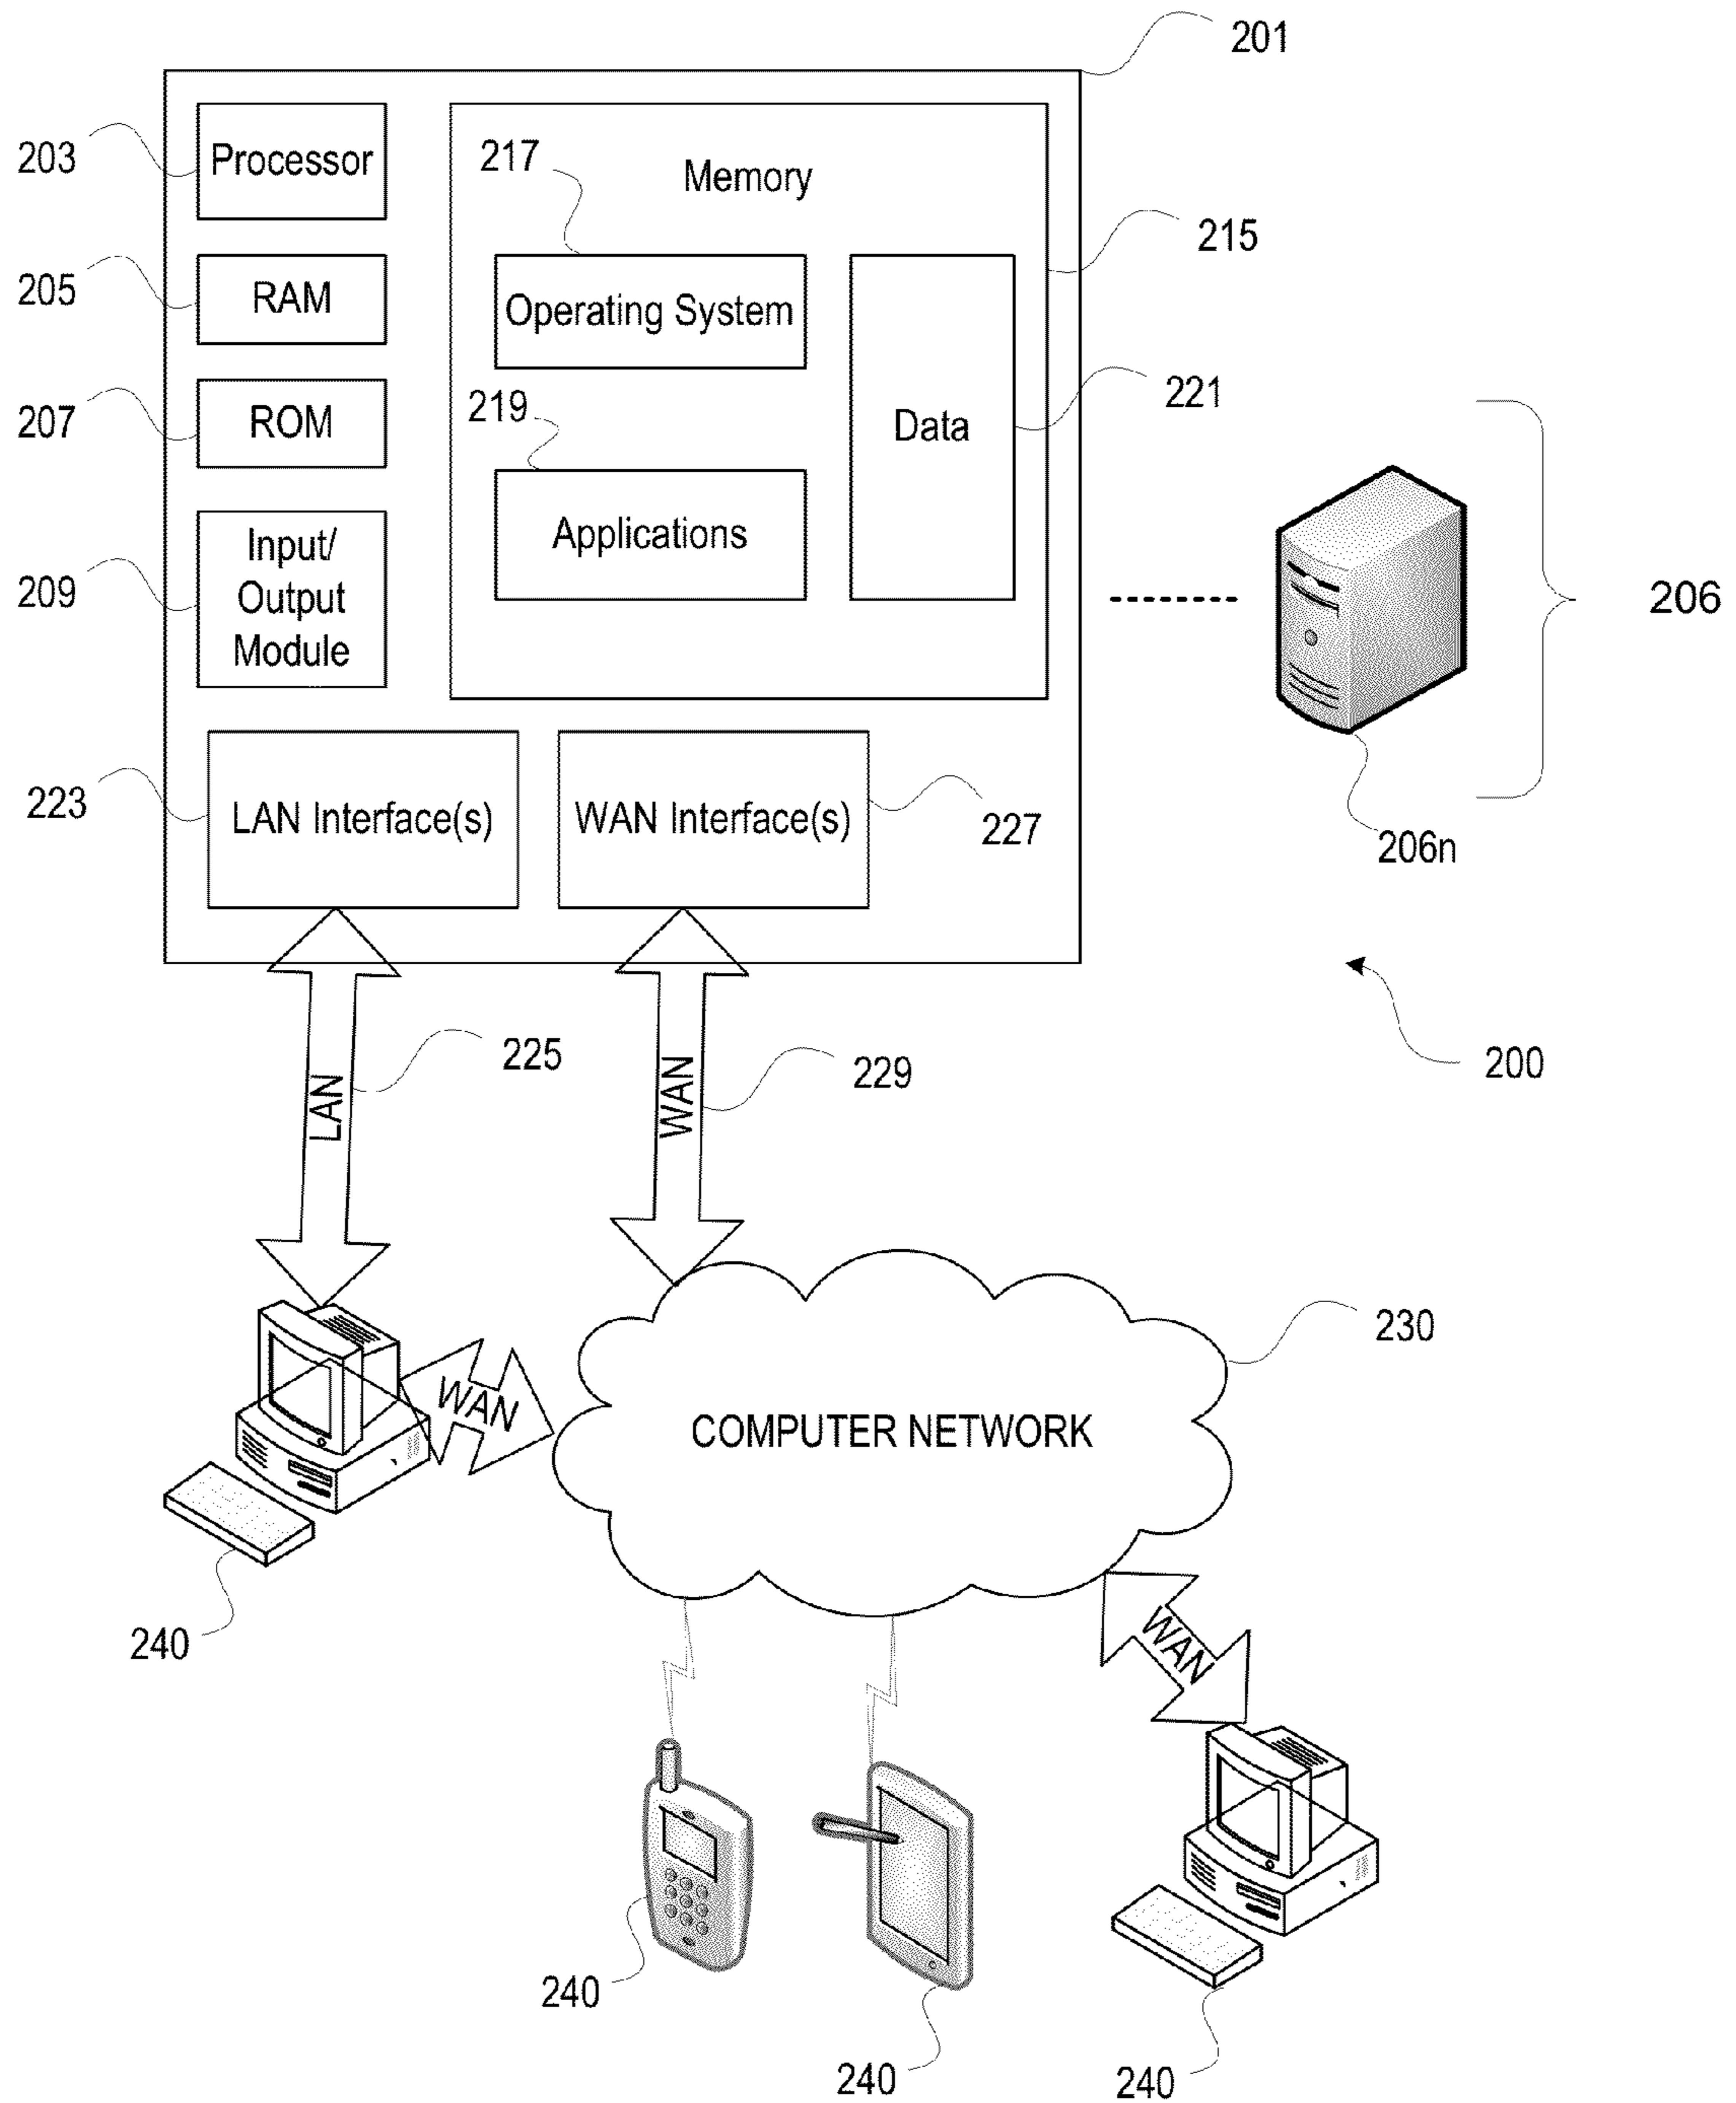 201
203
Processor
217
Memory
215
205
RAM
Operating System
221
207
ROM
219
Data
Applications
209
Input/
Output
Module
206
223
LAN Interface(s)
WAN Interface(s)
227
206n
225
LAN
229
WAN
200
230
WAN
COMPUTER NETWORK
240
WAN
240
240
240